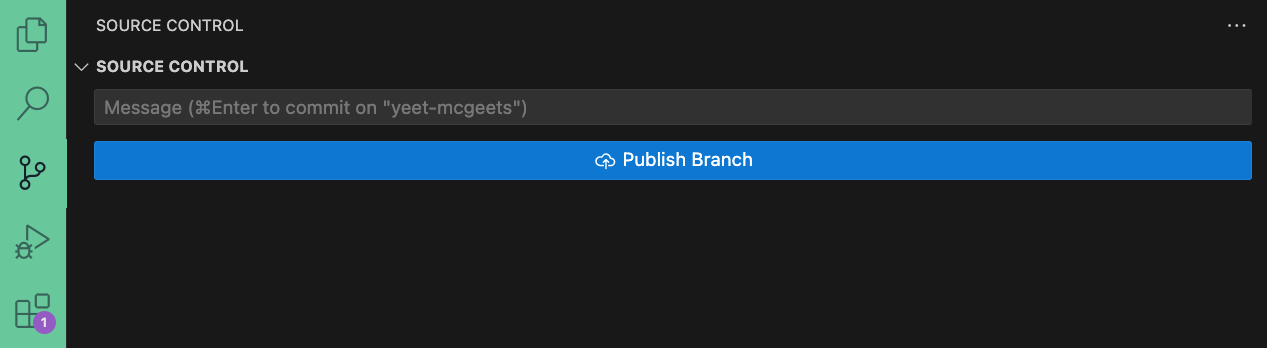 SOURCE CONTROL
···
SOURCE CONTROL
Message (⌘Enter to commit on "yeet-mcgeets")
Publish Branch
1